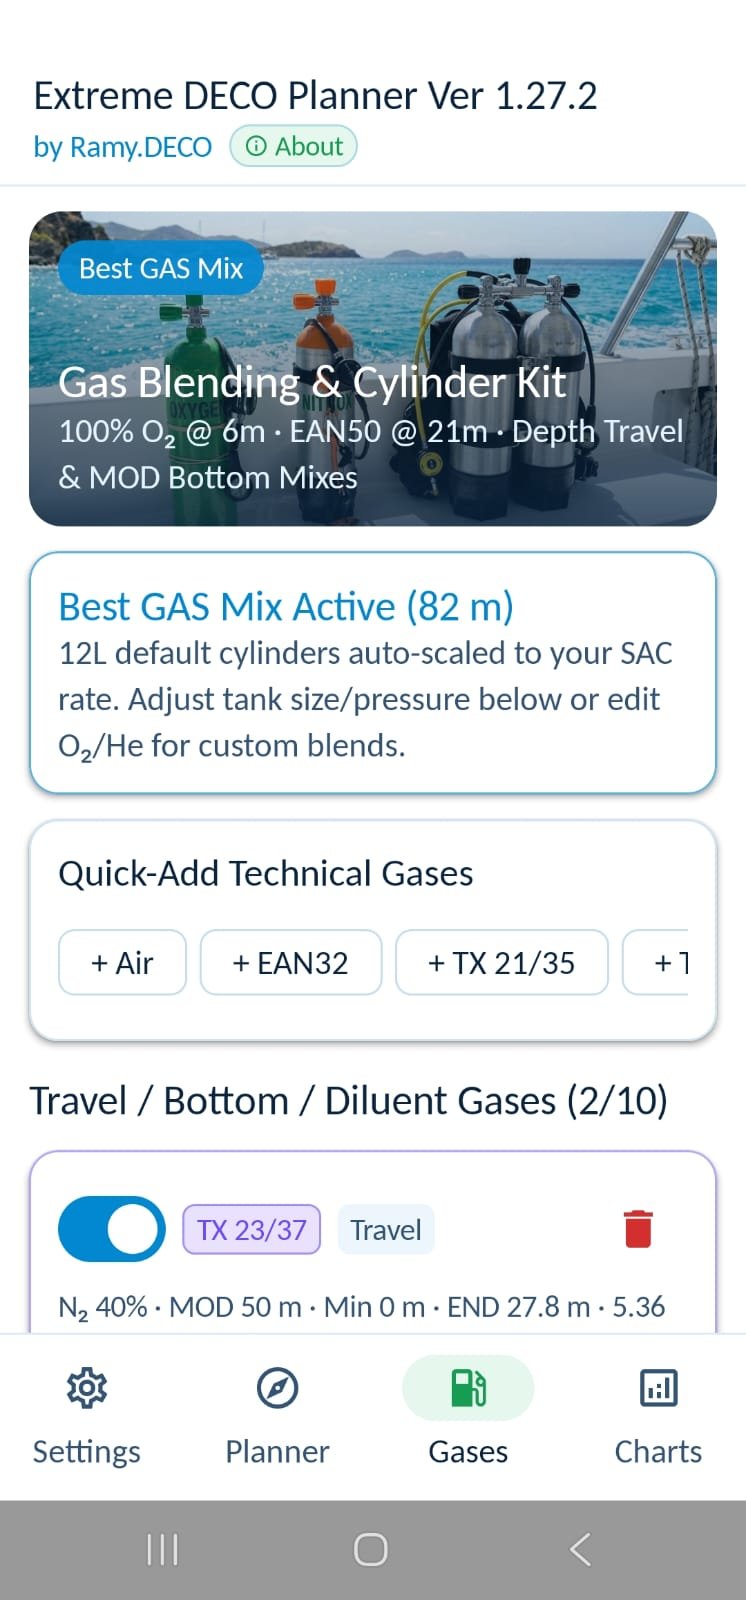 Extreme DECO Planner Ver 1.27.2
by Ramy.DECO
About
Best GAS Mix
OXYGEN
NITROX
Gas Blending & Cylinder Kit
100% O₂ @ 6m · EAN50 @ 21m · Depth Travel
& MOD Bottom Mixes
Best GAS Mix Active (82 m)
12L default cylinders auto-scaled to your SAC
rate. Adjust tank size/pressure below or edit
O₂/He for custom blends.
Quick-Add Technical Gases
+ Air
+ EAN32
+ TX 21/35
+ T
Travel / Bottom / Diluent Gases (2/10)
TX 23/37
Travel
N₂ 40% · MOD 50 m · Min 0 m · END 27.8 m · 5.36
Settings
Planner
Gases
Charts